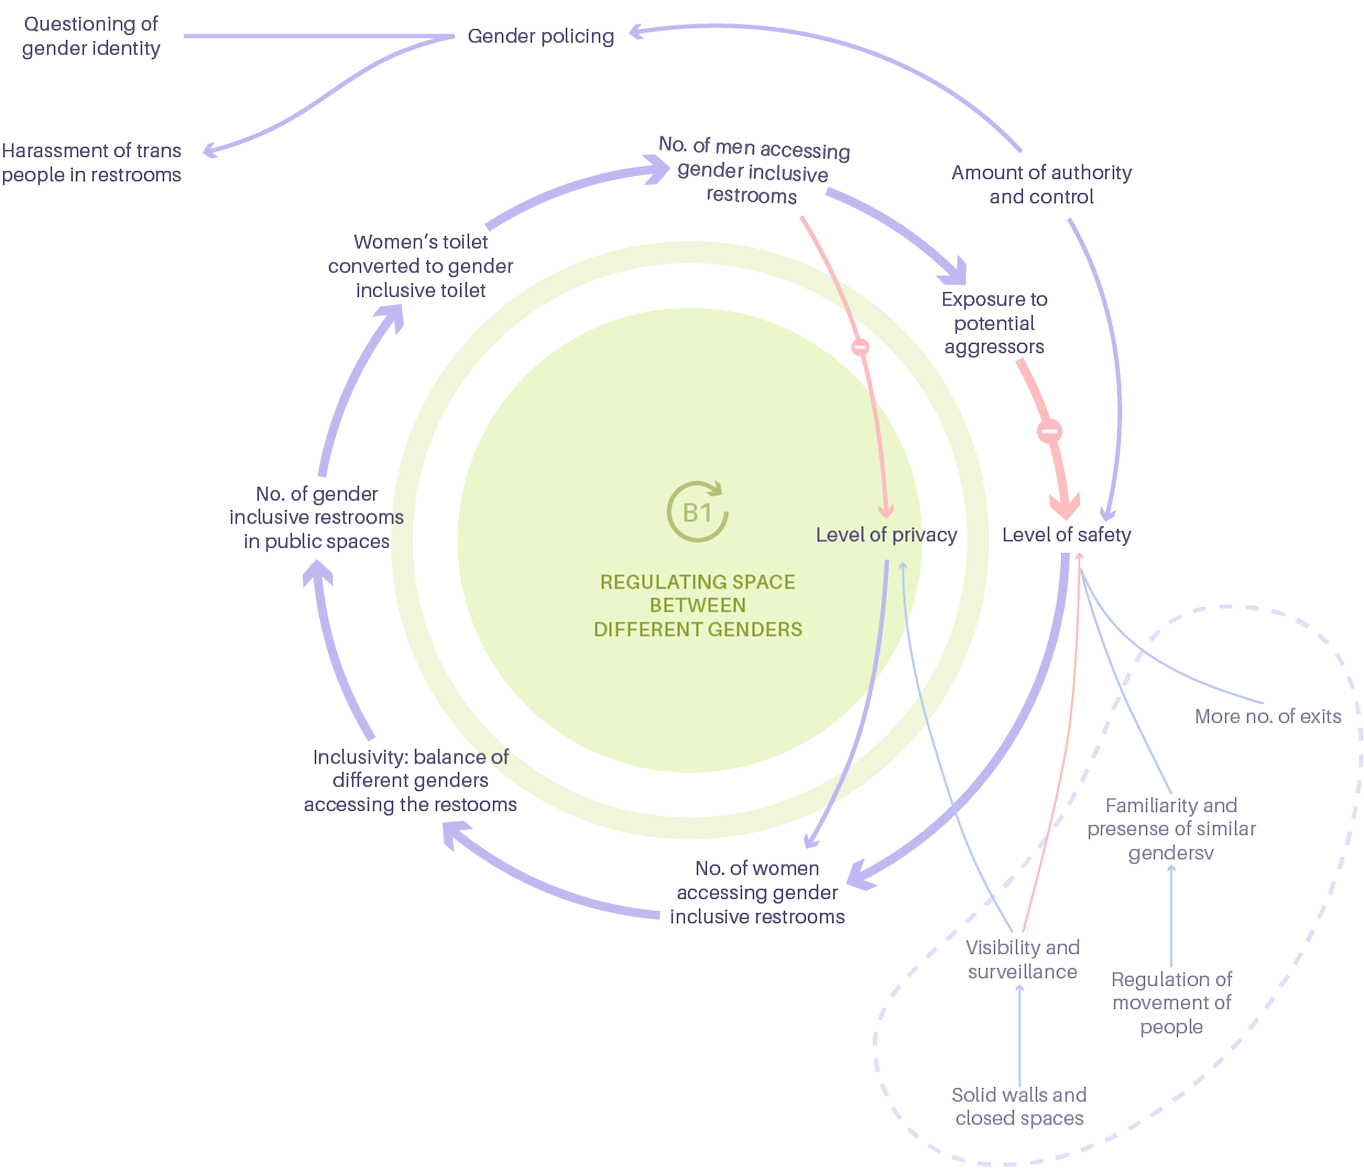 Questioning of
gender identity
Gender policing
Harassment of trans
people in restrooms
No. of men accessing
gender inclusive
restrooms
Amount of authority
and control
Women’s toilet
converted to gender
inclusive toilet
Exposure to
potential
aggressors
No. of gender
inclusive restrooms
in public spaces
B1
REGULATING SPACE
BETWEEN
DIFFERENT GENDERS
Level of privacy
Level of safety
More no. of exits
Inclusivity: balance of
different genders
accessing the restooms
Familiarity and
presense of similar
gendersv
No. of women
accessing gender
inclusive restrooms
Visibility and
surveillance
Regulation of
movement of
people
Solid walls and
closed spaces